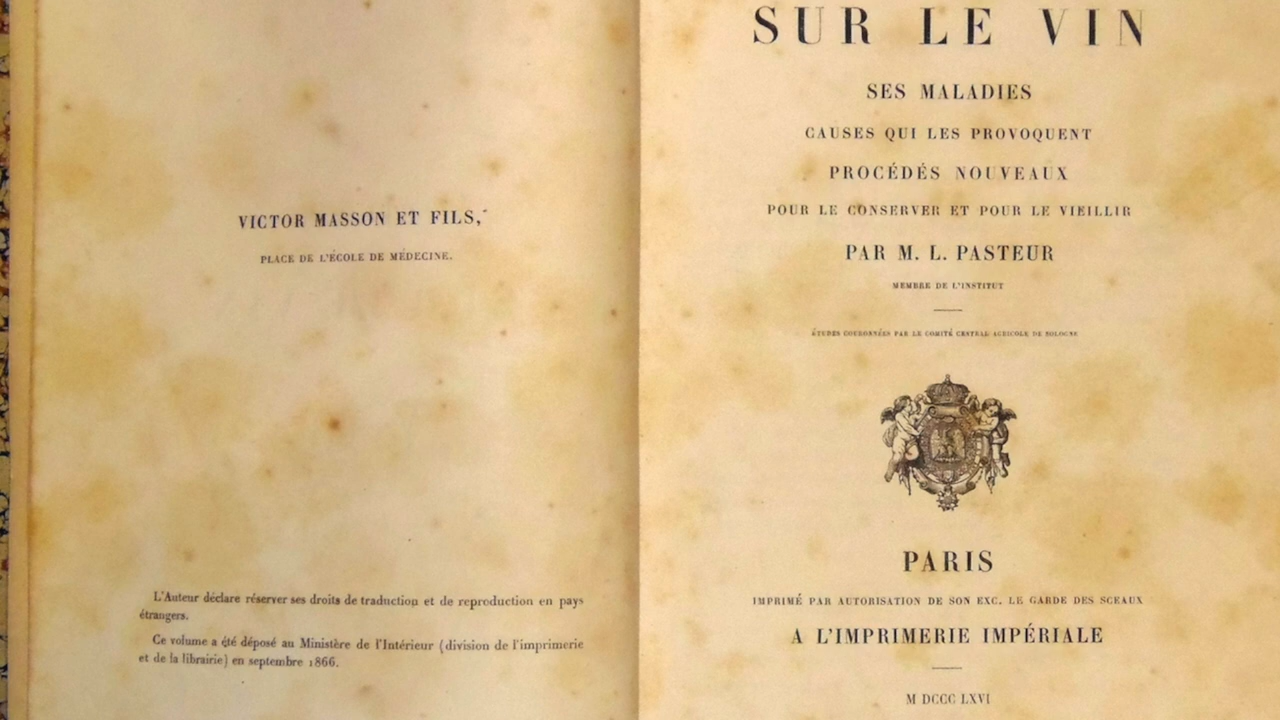 VICTOR MASSON ET FILS,
PLACE DE L'ÉCOLE DE MÉDECINE.
L'Auteur déclare réserver ses droits de traduction et de reproduction en pays
étrangers.
Ce volume a été déposé au Ministère de l'Intérieur (division de l'imprimerie
et de la librairie) en septembre 1866.
SUR LE VIN
SES MALADIES
CAUSES QUI LES PROVOQUENT
PROCÉDÉS NOUVEAUX
POUR LE CONSERVER ET POUR LE VIEILLIR
PAR M. L. PASTEUR
MEMBRE DE L'INSTITUT
ÉTUDES COURONNÉES PAR LE COMITÉ CENTRAL AGRICOLE DE SOLOGNE
PARIS
IMPRIMÉ PAR AUTORISATION DE SON EXC. LE GARDE DES SCEAUX
A L'IMPRIMERIE IMPÉRIALE
M DCCC LXVI